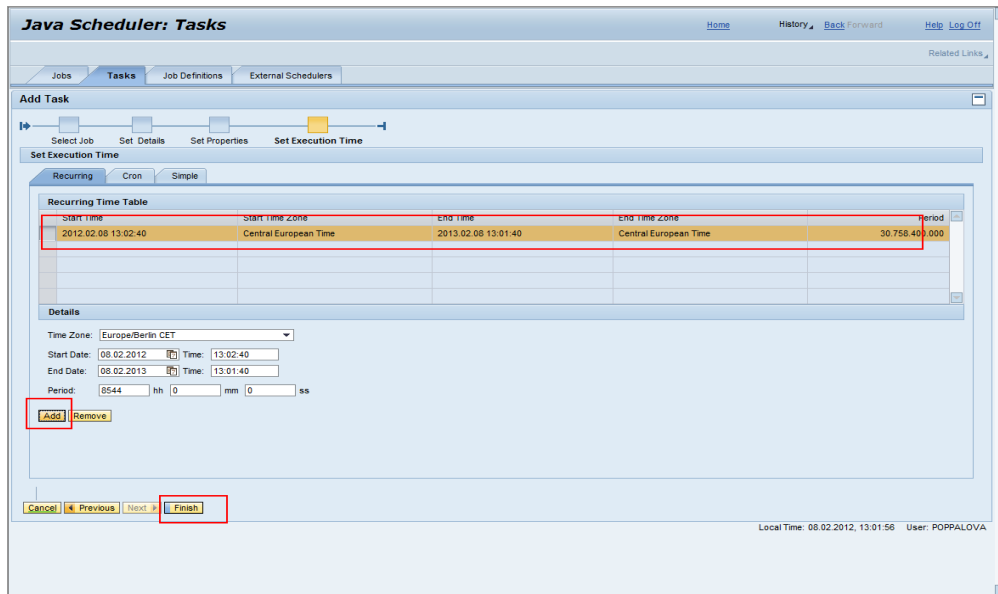 Java Scheduler: Tasks Home History Back Forward Help Log Off
Related Links
Jobs Tasks Job Definitions External Schedulers
Add Task
Select Job Set Details Set Properties Set Execution Time
Set Execution Time
Recurring Cron Simple
Recurring Time Table
Start Time Start Time Zone End Time End Time Zone Period
2012.02.08 13:02:40 Central European Time 2013.02.08 13:01:40 Central European Time 30.758.400.000
Details
Time Zone: Europe/Berlin CET
Start Date: 08.02.2012 Time: 13:02:40
End Date: 08.02.2013 Time: 13:01:40
Period: 8544 hh 0 mm 0 ss
Add Remove
Cancel Previous Next Finish
Local Time: 08.02.2012, 13:01:56 User: POPPALOVA